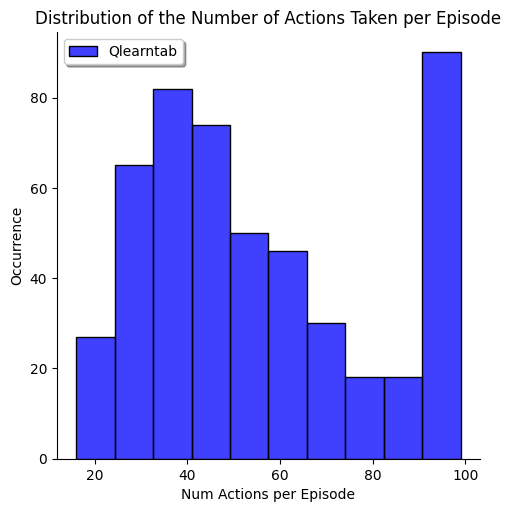 Distribution of the Number of Actions Taken per Episode
Qlearntab
80
60
40
20
0
Occurrence
20 40 60 80 100
Num Actions per Episode